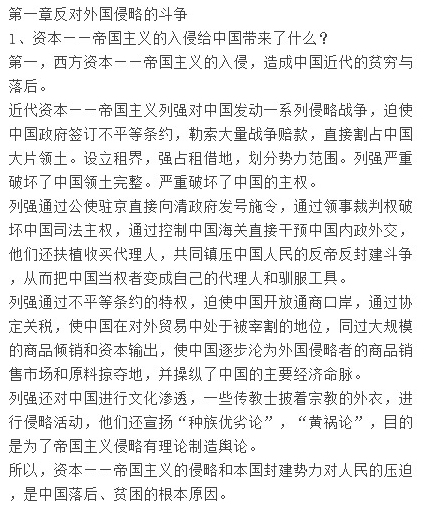 第一章反对外国侵略的斗争
1、资本——帝国主义的入侵给中国带来了什么？
第一，西方资本——帝国主义的入侵，造成中国近代的贫穷与
落后。
近代资本——帝国主义列强对中国发动一系列侵略战争，迫使
中国政府签订不平等条约，勒索大量战争赔款，直接割占中国
大片领土。设立租界，强占租借地，划分势力范围。列强严重
破坏了中国领土完整。严重破坏了中国的主权。
列强通过公使驻京直接向清政府发号施令，通过领事裁判权破
坏中国司法主权，通过控制中国海关直接干预中国内政外交，
他们还扶植收买代理人，共同镇压中国人民的反帝反封建斗争
，从而把中国当权者变成自己的代理人和驯服工具。
列强通过不平等条约的特权，迫使中国开放通商口岸，通过协
定关税，使中国在对外贸易中处于被宰割的地位，同过大规模
的商品倾销和资本输出，使中国逐步沦为外国侵略者的商品销
售市场和原料掠夺地，并操纵了中国的主要经济命脉。
列强还对中国进行文化渗透，一些传教士披着宗教的外衣，进
行侵略活动，他们还宣扬“种族优劣论”，“黄祸论”，目的
是为了帝国主义侵略有理论制造舆论。
所以，资本——帝国主义的侵略和本国封建势力对人民的压迫
，是中国落后、贫困的根本原因。